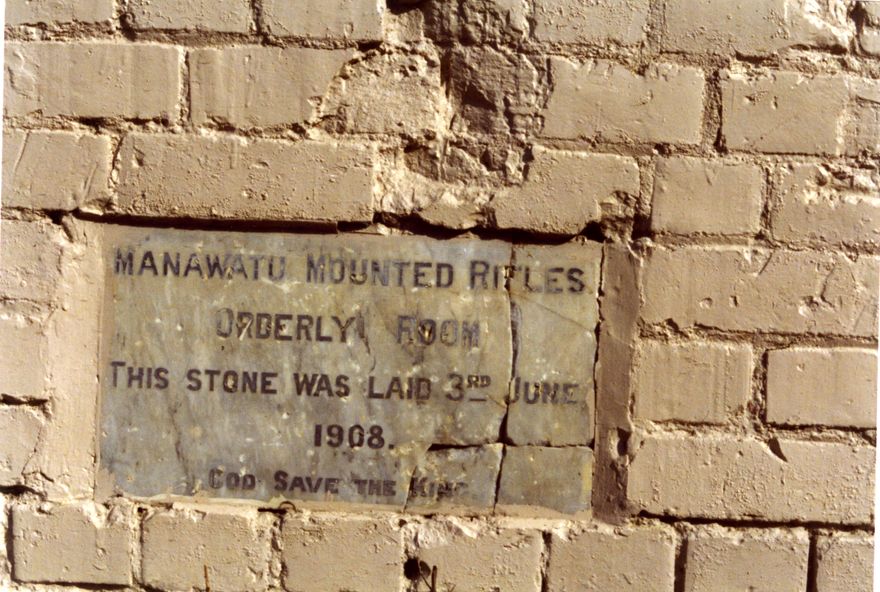 MANAWATU MOUNTED RIFLES
ORDERLY ROOM
THIS STONE WAS LAID 3RD JUNE
1908.
GOD SAVE THE KING.